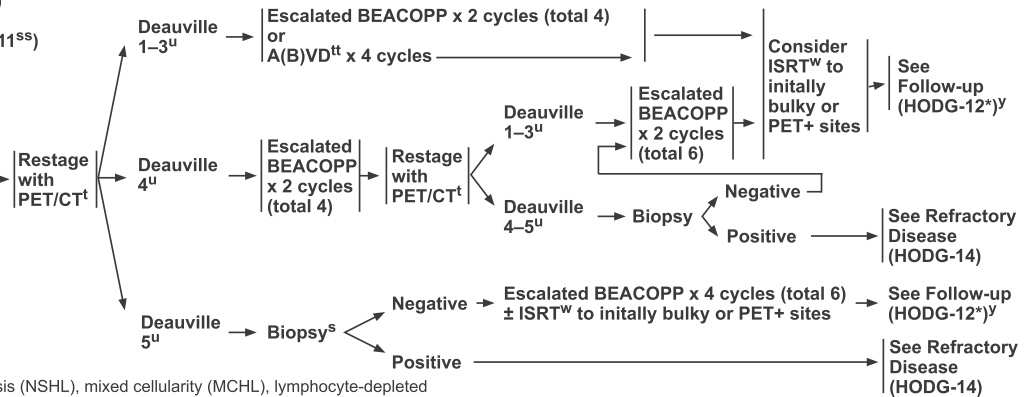 11ss)
Restage
with
PET/CTt
Deauville
1–3u
Escalated BEACOPP x 2 cycles (total 4)
or
A(B)VDtt x 4 cycles
Consider
ISRTw to
initally
bulky or
PET+ sites
See
Follow-up
(HODG-12*)y
Deauville
4u
Escalated
BEACOPP
x 2 cycles
(total 4)
Restage
with
PET/CTt
Deauville
1–3u
Escalated
BEACOPP
x 2 cycles
(total 6)
Deauville
4–5u
Biopsy
Negative
Positive
See Refractory
Disease
(HODG-14)
Deauville
5u
Biopsys
Negative
Escalated BEACOPP x 4 cycles (total 6)
± ISRTw to initally bulky or PET+ sites
See Follow-up
(HODG-12*)y
Positive
See Refractory
Disease
(HODG-14)
sis (NSHL), mixed cellularity (MCHL), lymphocyte-depleted